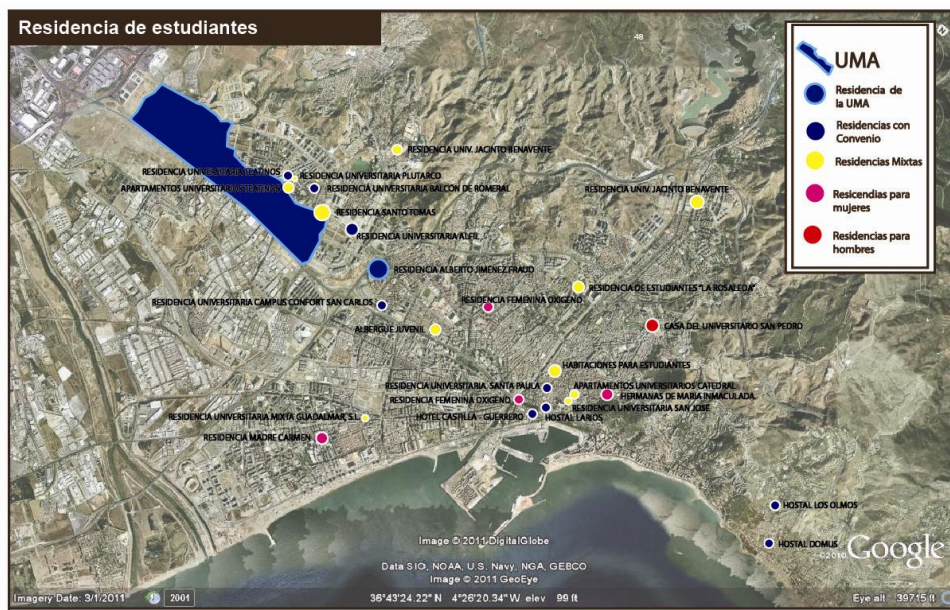 Residencia de estudiantes
48
UMA
Residencia de
la UMA
Residencias con
Convenio
Residencias Mixtas
Resicendias para
mujeres
Residencias para
hombres
RESIDENCIA UNIV. JACINTO BENAVENTE
RESIDENCIA UNIVERSITARIA TEATINOS
RESIDENCIA UNIVERSITARIA PLUTARCO
APARTAMENTOS UNIVERSITARIOS TEATINOS
RESIDENCIA UNIVERSITARIA BALCON DE ROMERAL
RESIDENCIA UNIV. JACINTO BENAVENTE
RESIDENCIA SANTO TOMAS
RESIDENCIA UNIVERSITARIA ALFIL
RESIDENCIA ALBERTO JIMENEZ FRAUD
RESIDENCIA DE ESTUDIANTES "LA ROSALEDA"
RESIDENCIA UNIVERSITARIA CAMPUS CONFORT SAN CARLOS
RESIDENCIA FEMENINA OXIGENO
ALBERGUE JUVENIL
CASA DEL UNIVERSITARIO SAN PEDRO
HABITACIONES PARA ESTUDIANTES
RESIDENCIA UNIVERSITARIA. SANTA PAULA
APARTAMENTOS UNIVERSITARIOS CATEDRAL
HERMANAS DE MARIA INMACULADA.
RESIDENCIA FEMENINA OXIGENO
RESIDENCIA UNIVERSITARIA SAN JOSÉ
RESIDENCIA UNIVERSITARIA MIXTA GUADALMAR, S.L.
HOTEL CASTILLA - GUERRERO
HOSTAL LARIOS
RESIDENCIA MADRE CARMEN
HOSTAL LOS OLMOS
HOSTAL DOMUS
©2010 Google
Image © 2011 DigitalGlobe
Data SIO, NOAA, U.S. Navy, NGA, GEBCO
Image © 2011 GeoEye
Imagery Date: 3/1/2011
2001
36°43'24.22" N 4°26'20.34" W elev 99 ft
Eye alt 39715 ft